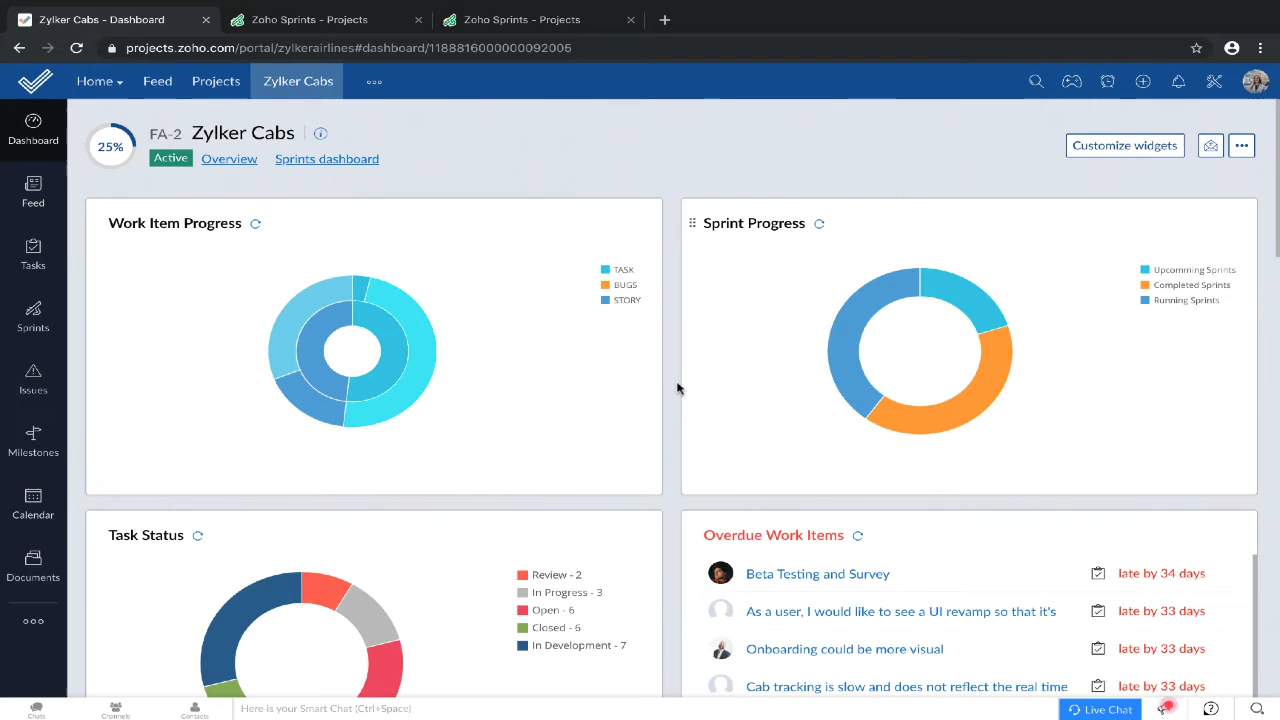 Zylker Cabs - Dashboard
Zoho Sprints - Projects
Zoho Sprints - Projects
projects.zoho.com/portal/zylkerairlines#dashboard/1188816000000092006
Home
Feed
Projects
Zylker Cabs
Dashboard
Feed
Tasks
Sprints
Issues
Milestones
Calendar
Documents
25%
FA-2 Zylker Cabs
Active Overview Sprints dashboard
Customize widgets
Work Item Progress
TASK
BUGS
STORY
Sprint Progress
Upcomming Sprints
Completed Sprints
Running Sprints
Task Status
Review - 2
In Progress - 3
Open - 6
Closed - 6
In Development - 7
Overdue Work Items
Beta Testing and Survey late by 34 days
As a user, I would like to see a UI revamp so that it's late by 33 days
Onboarding could be more visual late by 33 days
Cab tracking is slow and does not reflect the real time late by 33 days
Chats
Channels
Contacts
Here is your Smart Chat (Ctrl+Space)
Live Chat